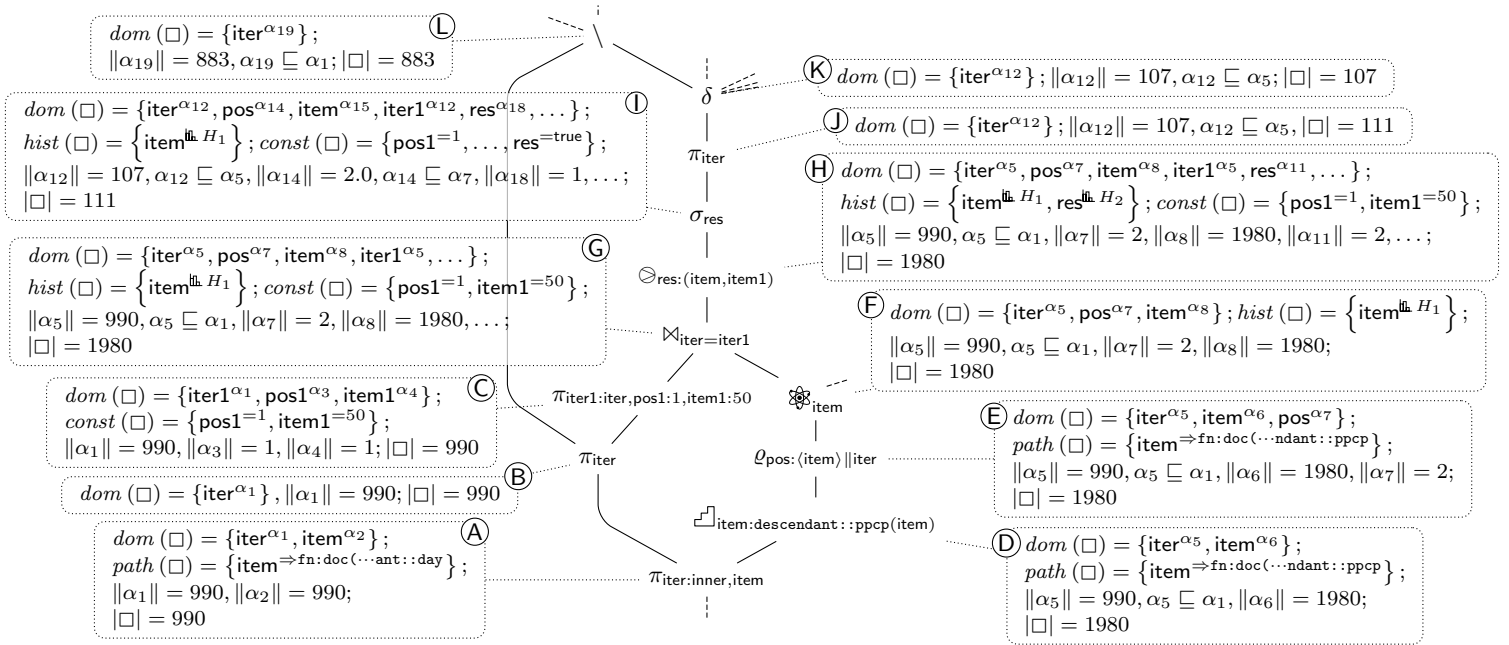 Ⓛ
dom (□) = {iter^α19} ;
‖α19‖ = 883, α19 ⊑ α1; |□| = 883
\
Ⓚ dom (□) = {iter^α12} ; ‖α12‖ = 107, α12 ⊑ α5; |□| = 107
δ
Ⓘ
dom (□) = {iter^α12, pos^α14, item^α15, iter1^α12, res^α18, . . .} ;
hist (□) = {item^H1} ; const (□) = {pos1^=1, . . . , res^=true} ;
‖α12‖ = 107, α12 ⊑ α5, ‖α14‖ = 2.0, α14 ⊑ α7, ‖α18‖ = 1, . . . ;
|□| = 111
Ⓙ dom (□) = {iter^α12} ; ‖α12‖ = 107, α12 ⊑ α5, |□| = 111
π_iter
Ⓗ dom (□) = {iter^α5, pos^α7, item^α8, iter1^α5, res^α11, . . .} ;
hist (□) = {item^H1, res^H2} ; const (□) = {pos1^=1, item1^=50} ;
‖α5‖ = 990, α5 ⊑ α1, ‖α7‖ = 2, ‖α8‖ = 1980, ‖α11‖ = 2, . . . ;
|□| = 1980
σ_res
Ⓖ
dom (□) = {iter^α5, pos^α7, item^α8, iter1^α5, . . .} ;
hist (□) = {item^H1} ; const (□) = {pos1^=1, item1^=50} ;
‖α5‖ = 990, α5 ⊑ α1, ‖α7‖ = 2, ‖α8‖ = 1980, . . . ;
|□| = 1980
⧁_res:(item,item1)
Ⓕ
dom (□) = {iter^α5, pos^α7, item^α8} ; hist (□) = {item^H1} ;
‖α5‖ = 990, α5 ⊑ α1, ‖α7‖ = 2, ‖α8‖ = 1980;
|□| = 1980
⋈_iter=iter1
Ⓒ
dom (□) = {iter1^α1, pos1^α3, item1^α4} ;
const (□) = {pos1^=1, item1^=50} ;
‖α1‖ = 990, ‖α3‖ = 1, ‖α4‖ = 1; |□| = 990
π_iter1:iter,pos1:1,item1:50
⚛_item
Ⓔ dom (□) = {iter^α5, item^α6, pos^α7} ;
path (□) = {item^⇒fn:doc(···ndant::ppcp} ;
‖α5‖ = 990, α5 ⊑ α1, ‖α6‖ = 1980, ‖α7‖ = 2;
|□| = 1980
Ⓑ
dom (□) = {iter^α1} , ‖α1‖ = 990; |□| = 990
π_iter
ϱ_pos:⟨item⟩‖iter
Ⓐ
dom (□) = {iter^α1, item^α2} ;
path (□) = {item^⇒fn:doc(···ant::day} ;
‖α1‖ = 990, ‖α2‖ = 990;
|□| = 990
item:descendant::ppcp(item)
Ⓓ dom (□) = {iter^α5, item^α6} ;
path (□) = {item^⇒fn:doc(···ndant::ppcp} ;
‖α5‖ = 990, α5 ⊑ α1, ‖α6‖ = 1980;
|□| = 1980
π_iter:inner,item